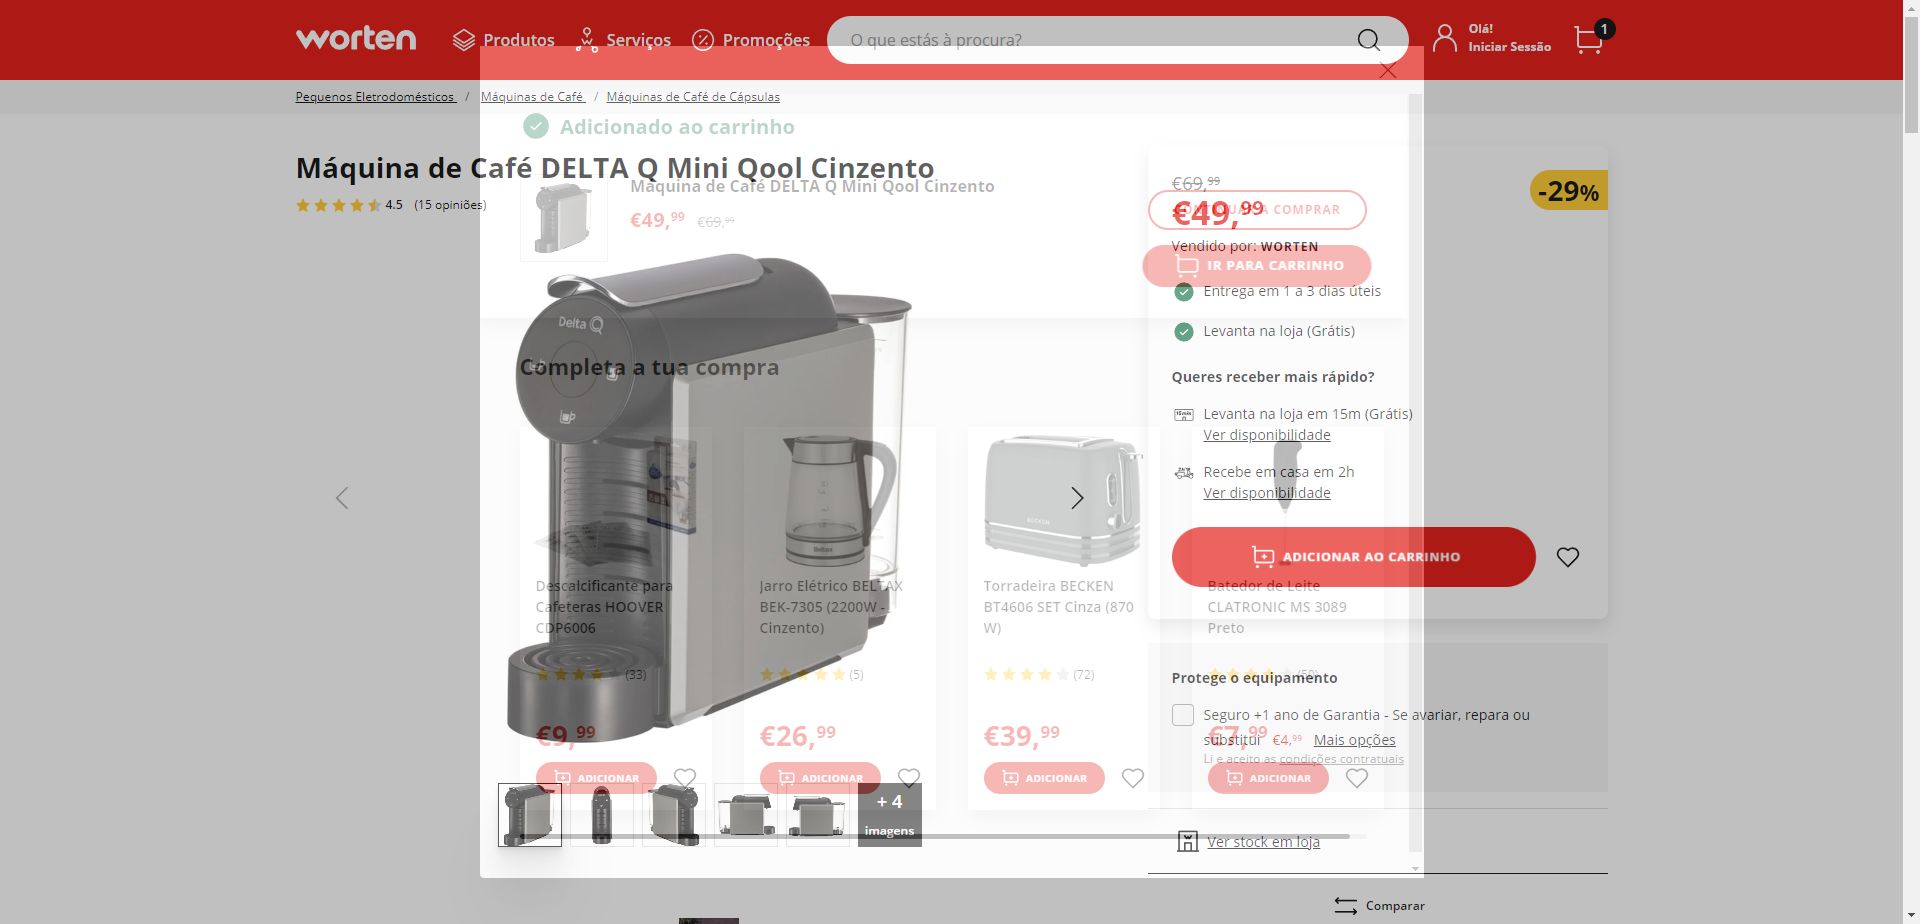 worten
Produtos
Serviços
Promoções
O que estás à procura?
Olá!
Iniciar Sessão
1
Pequenos Eletrodomésticos / Máquinas de Café / Máquinas de Café de Cápsulas
Adicionado ao carrinho
Máquina de Café DELTA Q Mini Qool Cinzento
4.5 (15 opiniões)
Máquina de Café DELTA Q Mini Qool Cinzento
€49,99 €69,99
€69,99
-29%
€49,99
COMPRAR
Vendido por: WORTEN
IR PARA CARRINHO
Entrega em 1 a 3 dias úteis
Levanta na loja (Grátis)
Queres receber mais rápido?
Levanta na loja em 15m (Grátis)
Ver disponibilidade
Recebe em casa em 2h
Ver disponibilidade
ADICIONAR AO CARRINHO
Delta Q
Completa a tua compra
Descalcificante para
Cafeteras HOOVER
CDP6006
(33)
€9,99
ADICIONAR
Jarro Elétrico BELTAX
BEK-7305 (2200W -
Cinzento)
(5)
€26,99
ADICIONAR
BECKEN
Torradeira BECKEN
BT4606 SET Cinza (870
W)
(72)
€39,99
ADICIONAR
Batedor de Leite
CLATRONIC MS 3089
Preto
€7,99
ADICIONAR
Protege o equipamento
Seguro +1 ano de Garantia - Se avariar, repara ou
substitui €4,99 Mais opções
Li e aceito as condições contratuais
+ 4
imagens
Ver stock em loja
Comparar